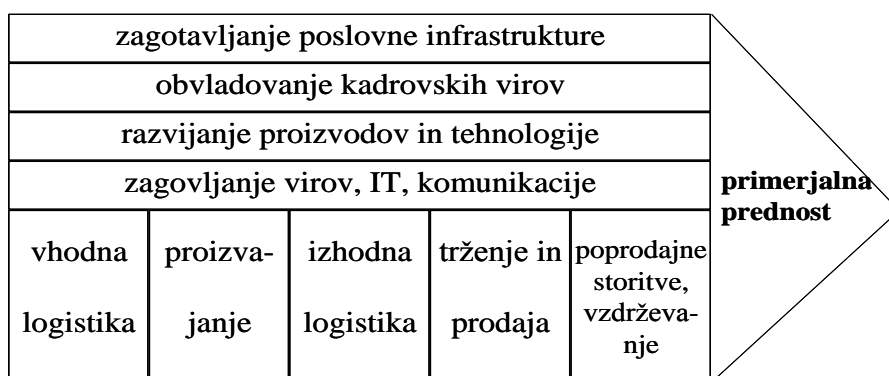 zagotavljanje poslovne infrastrukture
obvladovanje kadrovskih virov
razvijanje proizvodov in tehnologije
zagovljanje virov, IT, komunikacije
primerjalna
prednost
vhodna
logistika
proizva-
janje
izhodna
logistika
trženje in
prodaja
poprodajne
storitve,
vzdrževa-
nje